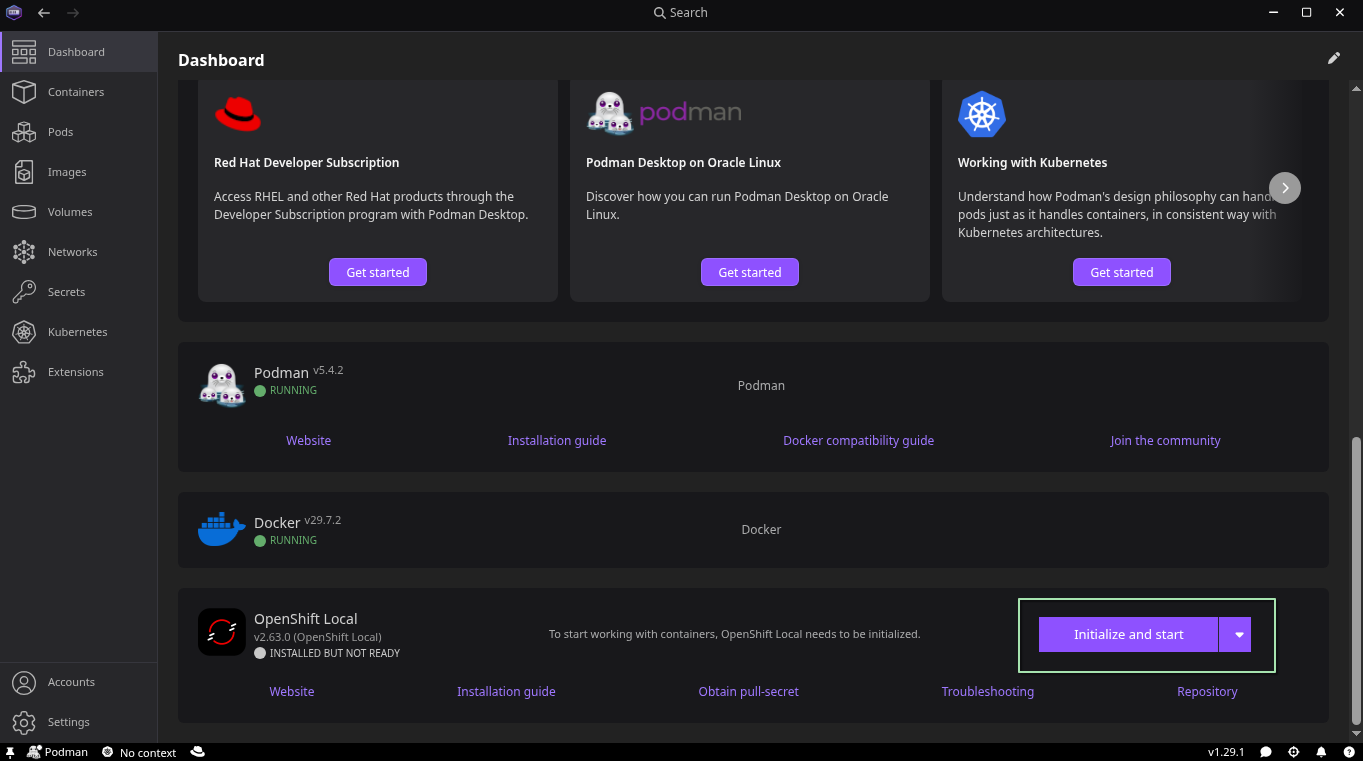 Search
Dashboard
Containers
Pods
Images
Volumes
Networks
Secrets
Kubernetes
Extensions
Accounts
Settings
Dashboard
Red Hat Developer Subscription
Access RHEL and other Red Hat products through the
Developer Subscription program with Podman Desktop.
Get started
podman
Podman Desktop on Oracle Linux
Discover how you can run Podman Desktop on Oracle
Linux.
Get started
Working with Kubernetes
Understand how Podman's design philosophy can
pods just as it handles containers, in consistent way with
Kubernetes architectures.
Get started
Podman v5.4.2
RUNNING
Podman
Website
Installation guide
Docker compatibility guide
Join the community
Docker v29.7.2
RUNNING
Docker
OpenShift Local
v2.63.0 (OpenShift Local)
INSTALLED BUT NOT READY
To start working with containers, OpenShift Local needs to be initialized.
Initialize and start
Website
Installation guide
Obtain pull-secret
Troubleshooting
Repository
Podman
No context
v1.29.1